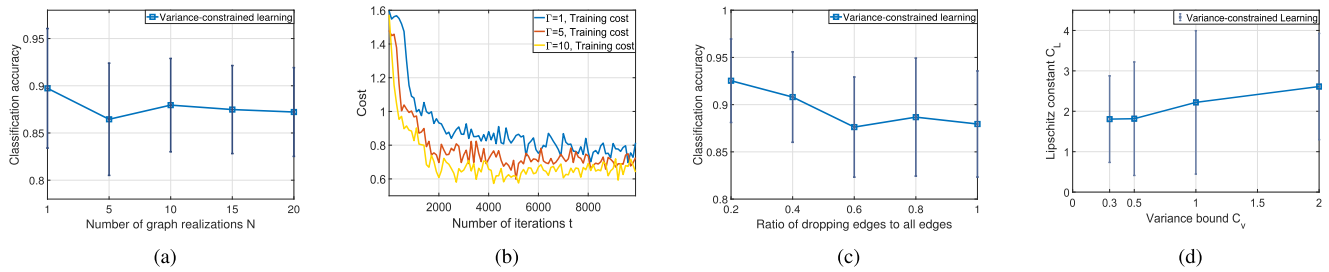 Variance-constrained learning
Classification accuracy
0.95
0.9
0.85
0.8
1
5
10
15
20
Number of graph realizations N
(a)
Γ=1, Training cost
Γ=5, Training cost
Γ=10, Training cost
Cost
1.6
1.4
1.2
1
0.8
0.6
2000
4000
6000
8000
Number of iterations t
(b)
Variance-constrained learning
Classification accuracy
1
0.95
0.9
0.85
0.8
0.2
0.4
0.6
0.8
1
Ratio of dropping edges to all edges
(c)
Variance-constrained Learning
Lipschitz constant C_L
4
3
2
1
0
0
0.3
0.5
1
1.5
2
Variance bound C_v
(d)